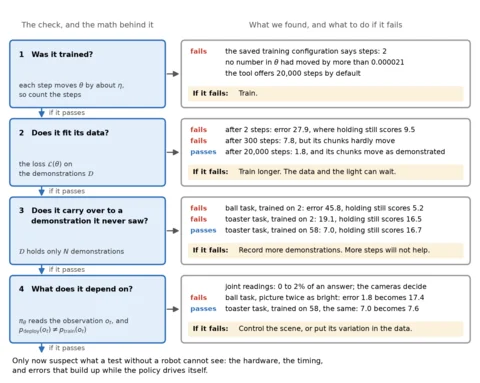 The check, and the math behind it
What we found, and what to do if it fails
1 Was it trained?
each step moves θ by about η,
so count the steps
fails the saved training configuration says steps: 2
no number in θ had moved by more than 0.000021
the tool offers 20,000 steps by default
If it fails: Train.
if it passes
2 Does it fit its data?
the loss ℒ(θ) on
the demonstrations 𝒟
fails after 2 steps: error 27.9, where holding still scores 9.5
fails after 300 steps: 7.8, but its chunks hardly move
passes after 20,000 steps: 1.8, and its chunks move as demonstrated
If it fails: Train longer. The data and the light can wait.
if it passes
3 Does it carry over to a
demonstration it never saw?
𝒟 holds only N demonstrations
fails ball task, trained on 2: error 45.8, holding still scores 5.2
fails toaster task, trained on 2: 19.1, holding still scores 16.5
passes toaster task, trained on 58: 7.0, holding still scores 16.7
If it fails: Record more demonstrations. More steps will not help.
if it passes
4 What does it depend on?
πθ reads the observation oₜ, and
p_deploy(oₜ) ≠ p_train(oₜ)
joint readings: 0 to 2% of an answer; the cameras decide
fails ball task, picture twice as bright: error 1.8 becomes 17.4
passes toaster task, trained on 58, the same: 7.0 becomes 7.6
If it fails: Control the scene, or put its variation in the data.
if it passes
Only now suspect what a test without a robot cannot see: the hardware, the timing,
and errors that build up while the policy drives itself.